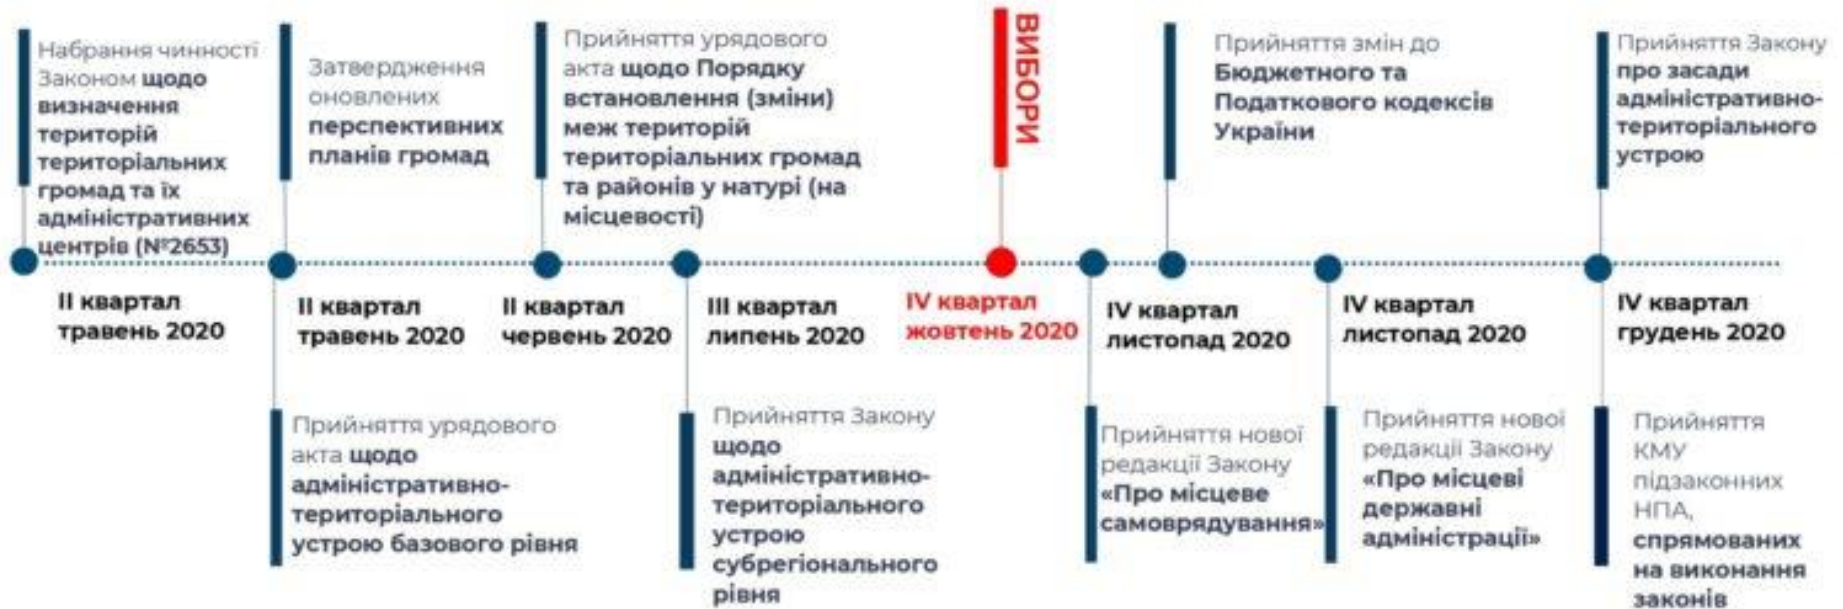 Набрання чинності
Законом щодо
визначення
територій
територіальних
громад та їх
адміністративних
центрів (№2653)
Затвердження
оновлених
перспективних
планів громад
Прийняття урядового
акта щодо Порядку
встановлення (зміни)
меж територій
територіальних громад
та районів у натурі (на
місцевості)
ВИБОРИ
Прийняття змін до
Бюджетного та
Податкового кодексів
України
Прийняття Закону
про засади
адміністративно-
територіального
устрою
II квартал
травень 2020
II квартал
травень 2020
II квартал
червень 2020
III квартал
липень 2020
IV квартал
жовтень 2020
IV квартал
листопад 2020
IV квартал
листопад 2020
IV квартал
грудень 2020
Прийняття урядового
акта щодо
адміністративно-
територіального
устрою базового рівня
Прийняття Закону
щодо
адміністративно-
територіального
устрою
субрегіонального
рівня
Прийняття нової
редакції Закону
«Про місцеве
самоврядування»
Прийняття нової
редакції Закону
«Про місцеві
державні
адміністрації»
Прийняття
КМУ
підзаконних
НПА,
спрямованих
на виконання
законів